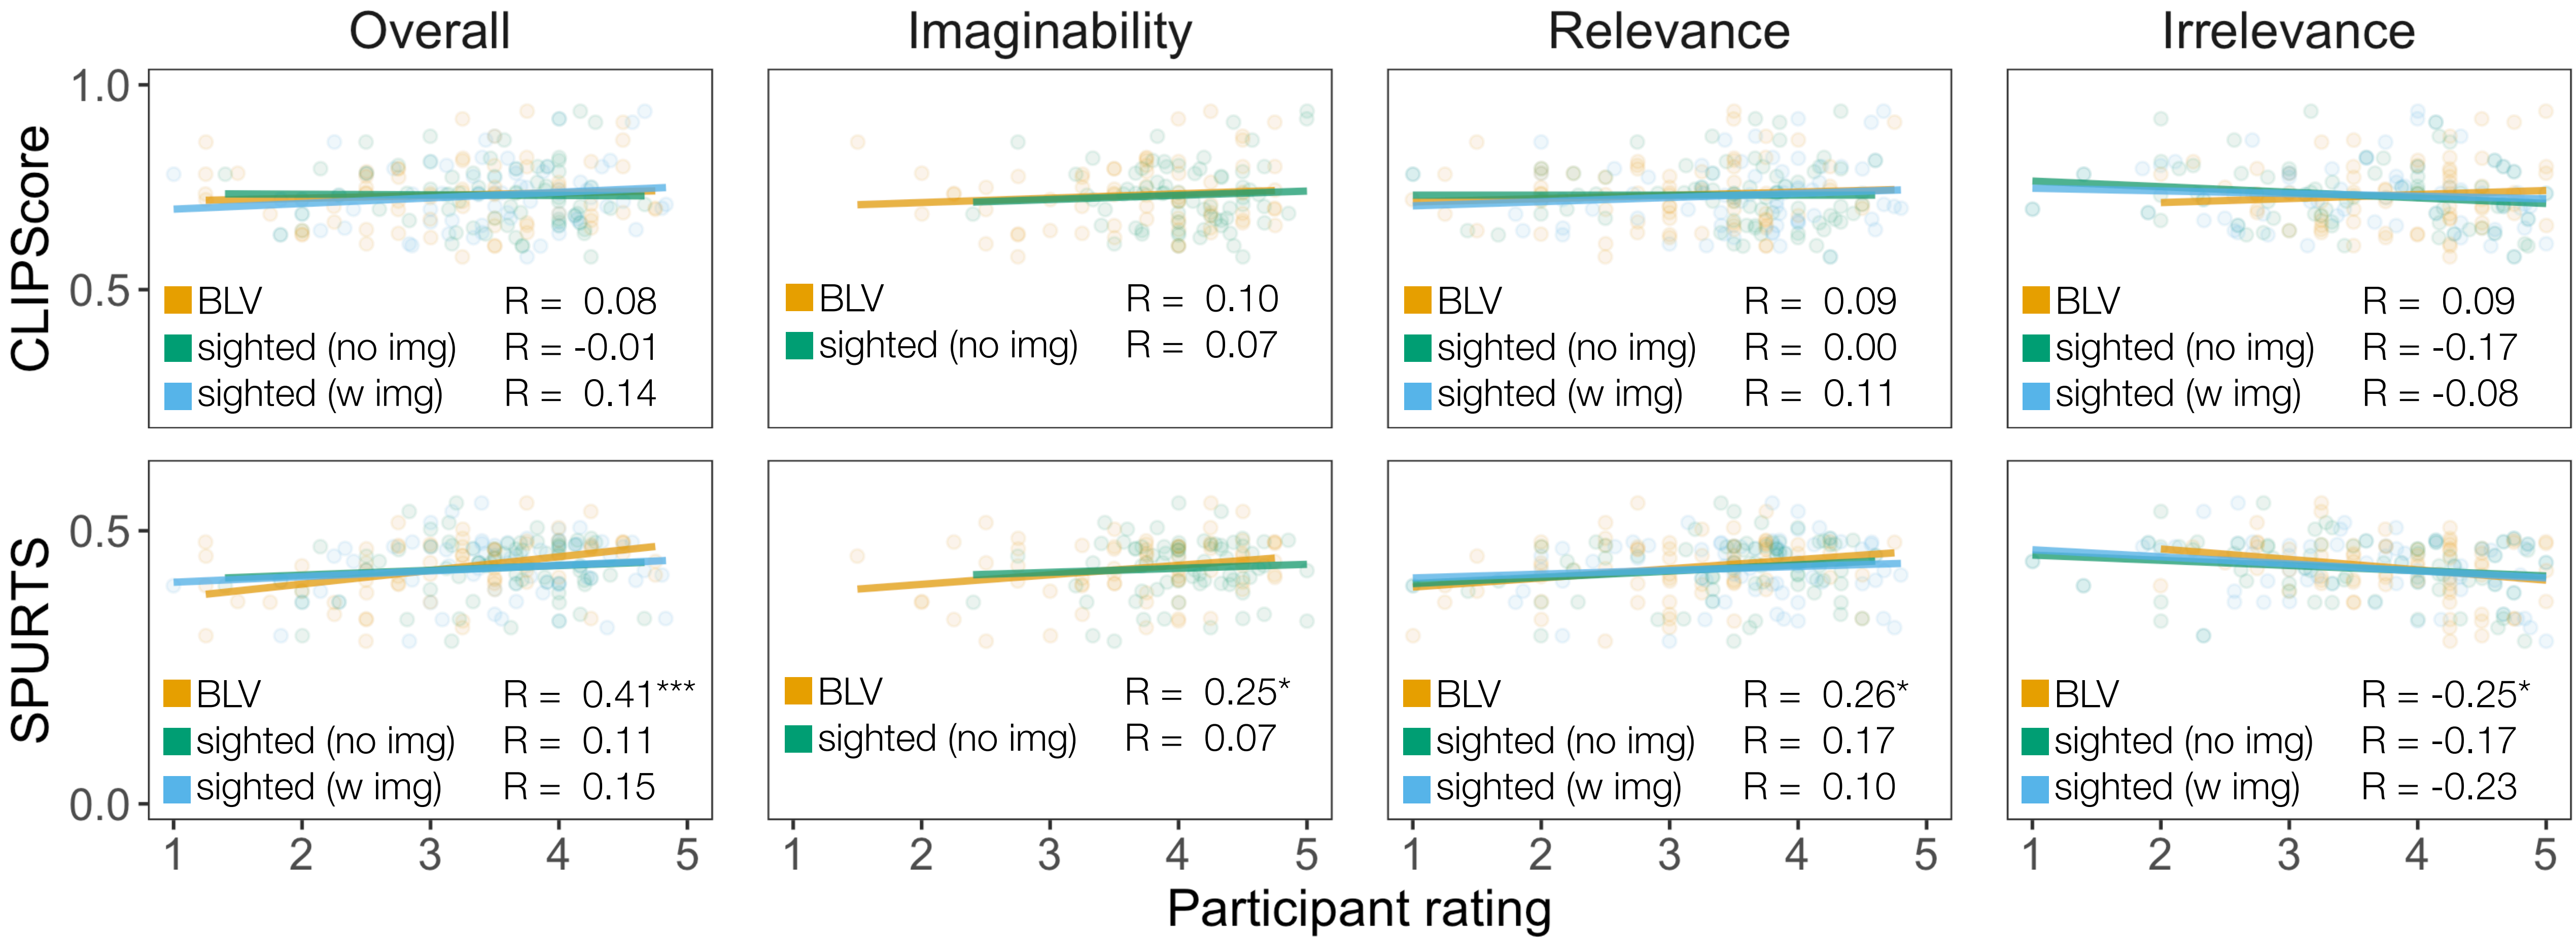 Overall Imaginability Relevance Irrelevance
CLIPScore
1.0
0.5
BLV R = 0.08
sighted (no img) R = -0.01
sighted (w img) R = 0.14
BLV R = 0.10
sighted (no img) R = 0.07
BLV R = 0.09
sighted (no img) R = 0.00
sighted (w img) R = 0.11
BLV R = 0.09
sighted (no img) R = -0.17
sighted (w img) R = -0.08
SPURTS
0.5
0.0
BLV R = 0.41***
sighted (no img) R = 0.11
sighted (w img) R = 0.15
BLV R = 0.25*
sighted (no img) R = 0.07
BLV R = 0.26*
sighted (no img) R = 0.17
sighted (w img) R = 0.10
BLV R = -0.25*
sighted (no img) R = -0.17
sighted (w img) R = -0.23
1 2 3 4 5 1 2 3 4 5 1 2 3 4 5 1 2 3 4 5
Participant rating